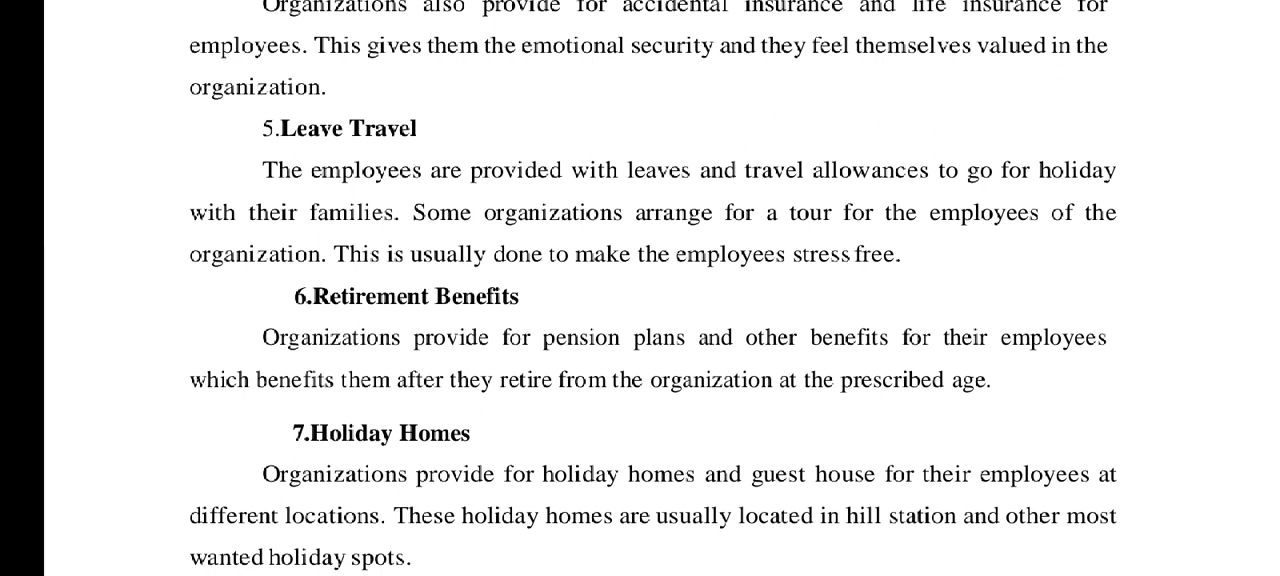 Organizations also provide for accidental insurance and life insurance for
employees. This gives them the emotional security and they feel themselves valued in the
organization.
5.Leave Travel
The employees are provided with leaves and travel allowances to go for holiday
with their families. Some organizations arrange for a tour for the employees of the
organization. This is usually done to make the employees stress free.
6.Retirement Benefits
Organizations provide for pension plans and other benefits for their employees
which benefits them after they retire from the organization at the prescribed age.
7.Holiday Homes
Organizations provide for holiday homes and guest house for their employees at
different locations. These holiday homes are usually located in hill station and other most
wanted holiday spots.